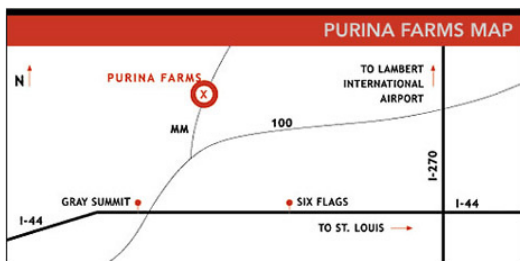 PURINA FARMS MAP
N
PURINA FARMS
X
TO LAMBERT
INTERNATIONAL
AIRPORT
MM
100
I-270
GRAY SUMMIT
SIX FLAGS
I-44
I-44
TO ST. LOUIS